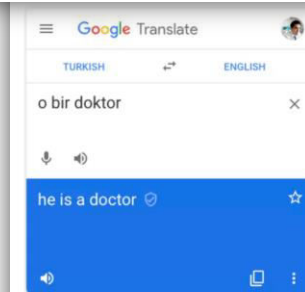 Google Translate
TURKISH ENGLISH
o bir doktor
he is a doctor